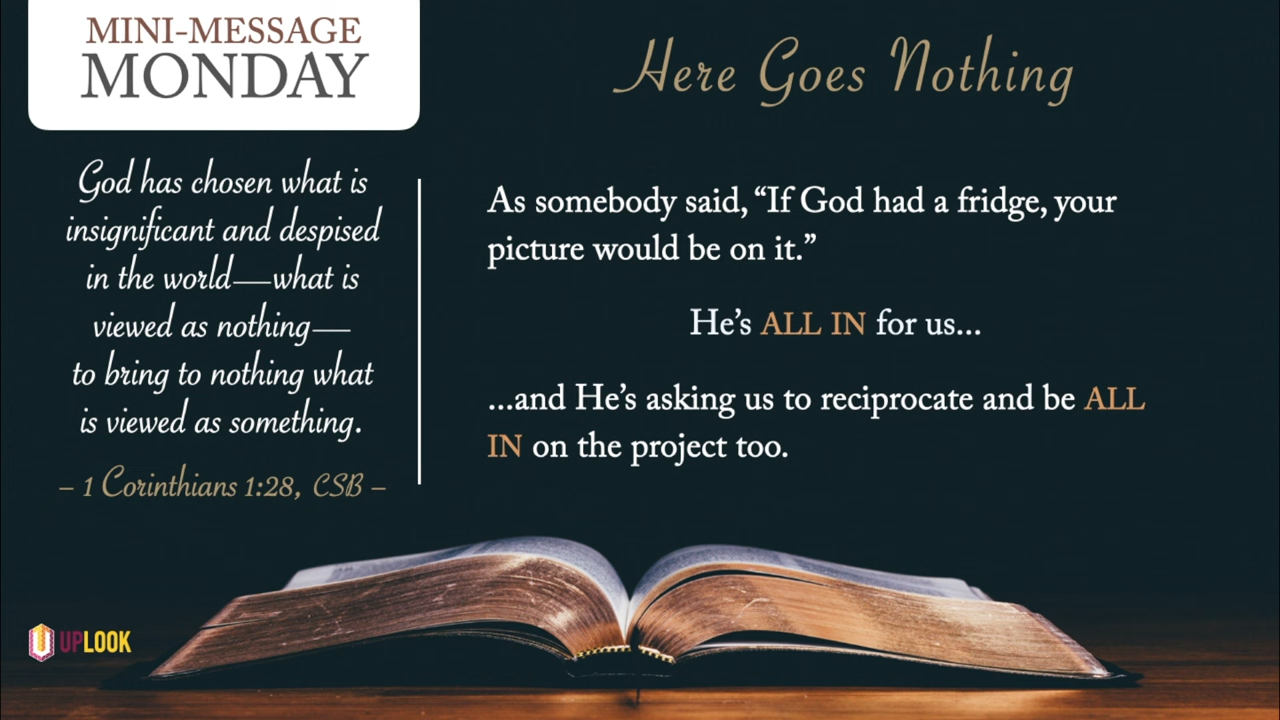 MINI-MESSAGE
MONDAY
Here Goes Nothing
God has chosen what is
insignificant and despised
in the world—what is
viewed as nothing—
to bring to nothing what
is viewed as something.
– 1 Corinthians 1:28, CSB –
As somebody said, “If God had a fridge, your
picture would be on it.”
He’s ALL IN for us...
...and He’s asking us to reciprocate and be ALL
IN on the project too.
UPLOOK